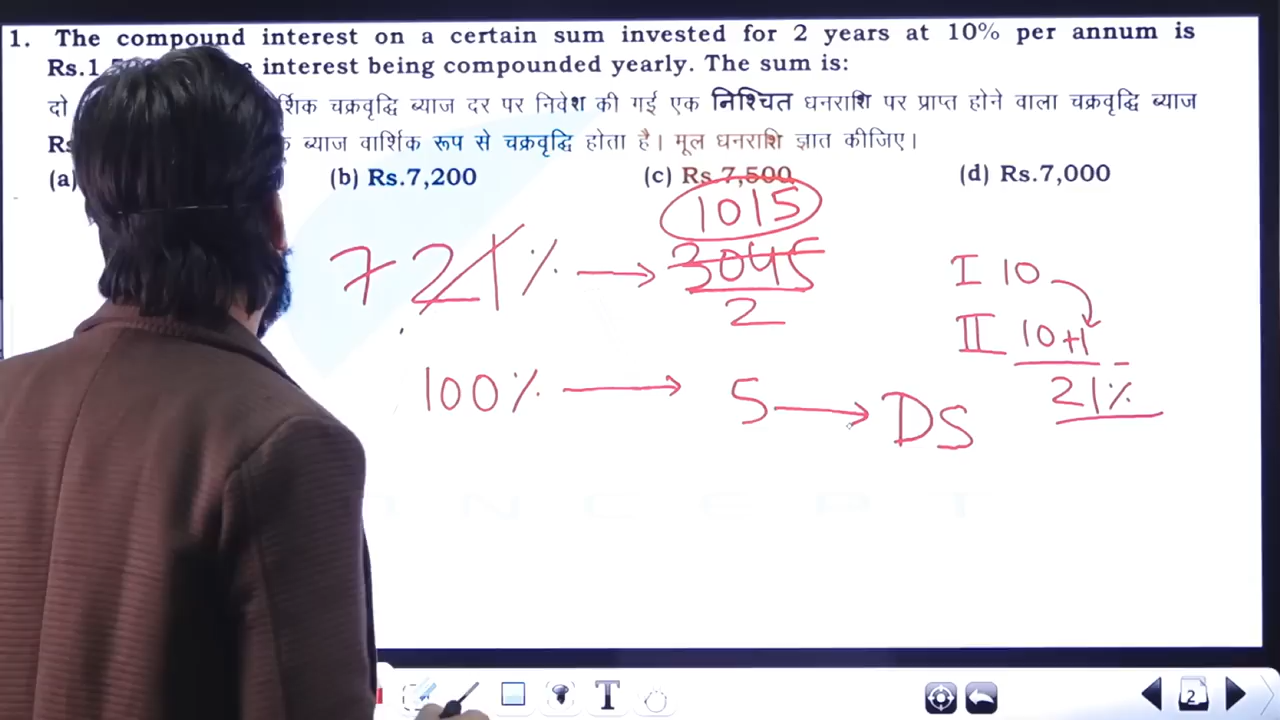 1. The compound interest on a certain sum invested for 2 years at 10% per annum is
Rs.1 interest being compounded yearly. The sum is:
दो चक्रवृद्धि ब्याज दर पर निवेश की गई एक निश्चित धनराशि पर प्राप्त होने वाला चक्रवृद्धि ब्याज
ब्याज वार्शिक रूप से चक्रवृद्धि होता है। मूल धनराशि ज्ञात कीजिए।
(a) (b) Rs.7,200 (c) Rs.7,500 (d) Rs.7,000
1015
7 21% → 3045
2
I 10
II 10+1
21%
100% → 5 → DS
2